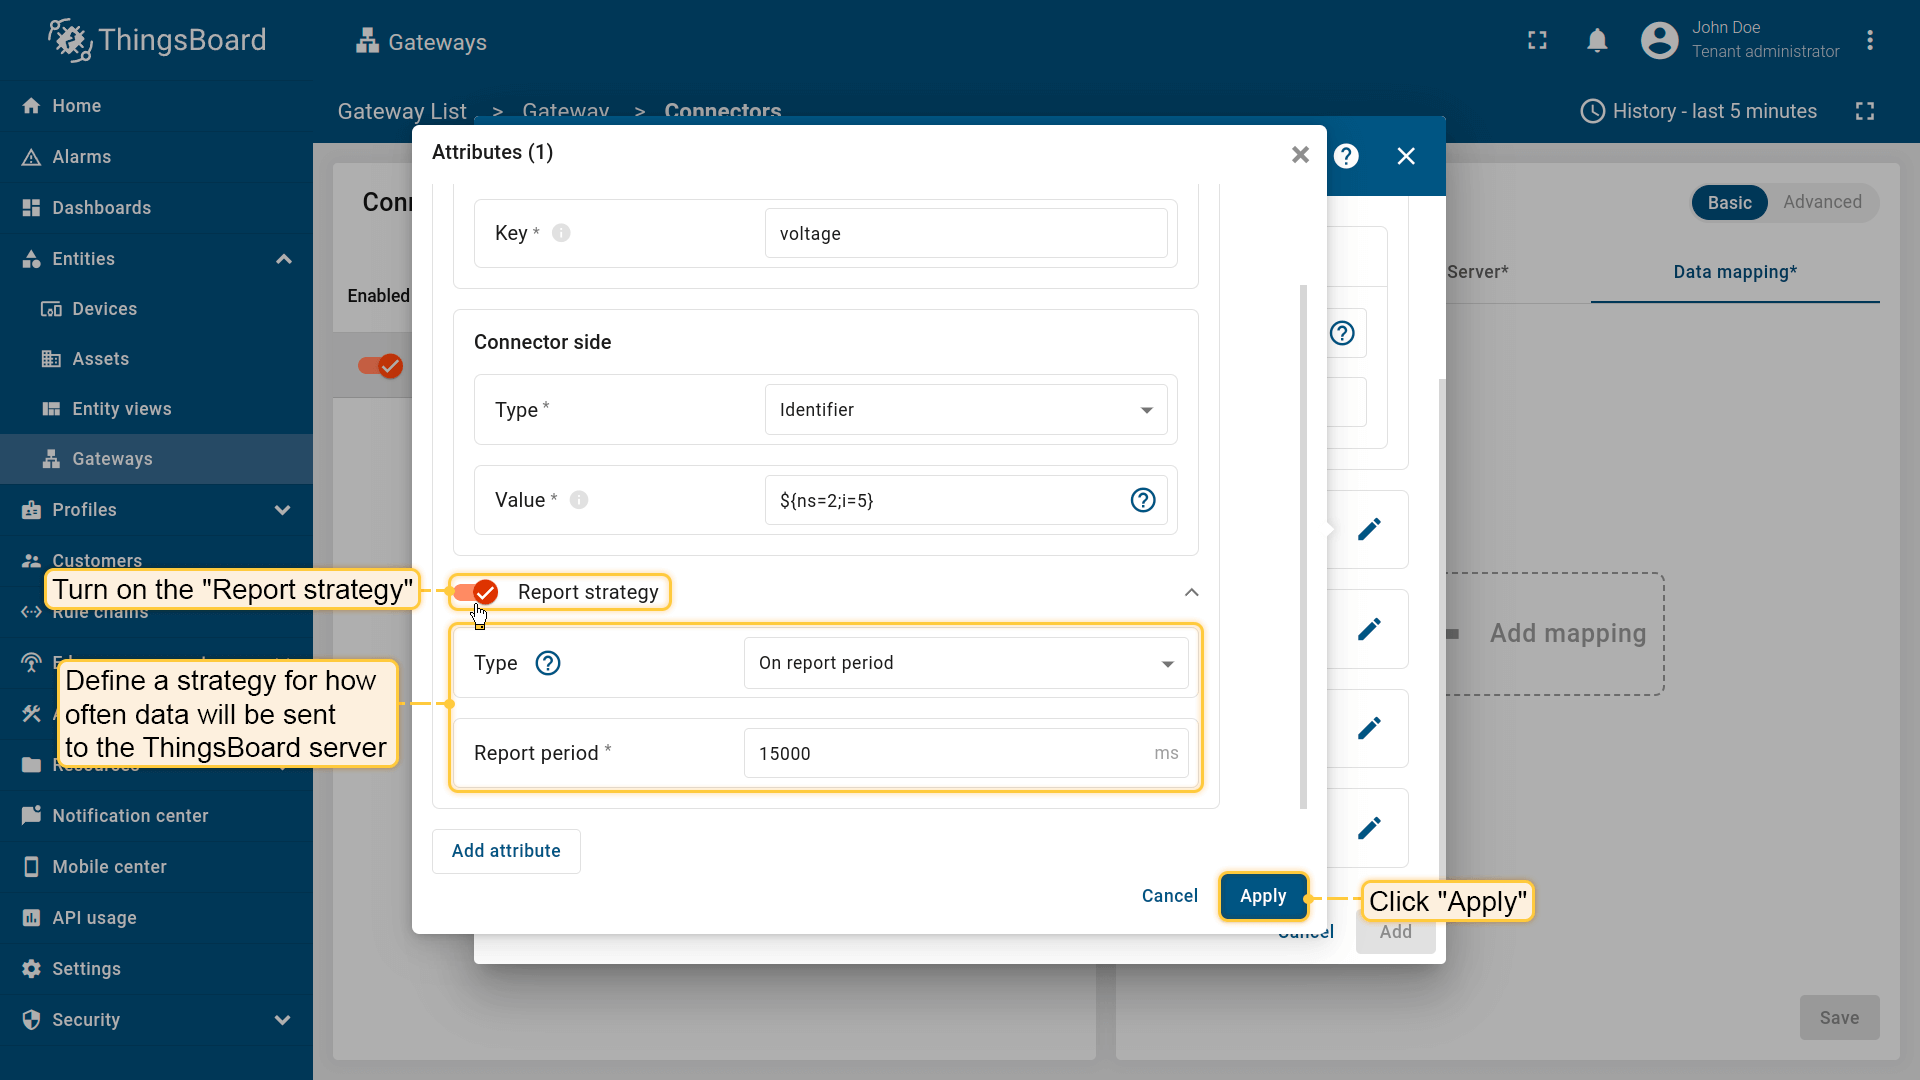 ThingsBoard
Gateways
John Doe
Tenant administrator
Home
Alarms
Dashboards
Entities
Devices
Assets
Entity views
Gateways
Profiles
Customers
Rule chains
Resources
Notification center
Mobile center
API usage
Settings
Security
Gateway List > Gateway > Connectors
History - last 5 minutes
Enabled
Basic
Advanced
Server*
Data mapping*
Add mapping
Save
Attributes (1)
Key *
voltage
Connector side
Type *
Identifier
Value *
${ns=2;i=5}
Report strategy
Type
On report period
Report period *
15000
ms
Add attribute
Cancel
Apply
Cancel
Add
Turn on the "Report strategy"
Define a strategy for how
often data will be sent
to the ThingsBoard server
Click "Apply"